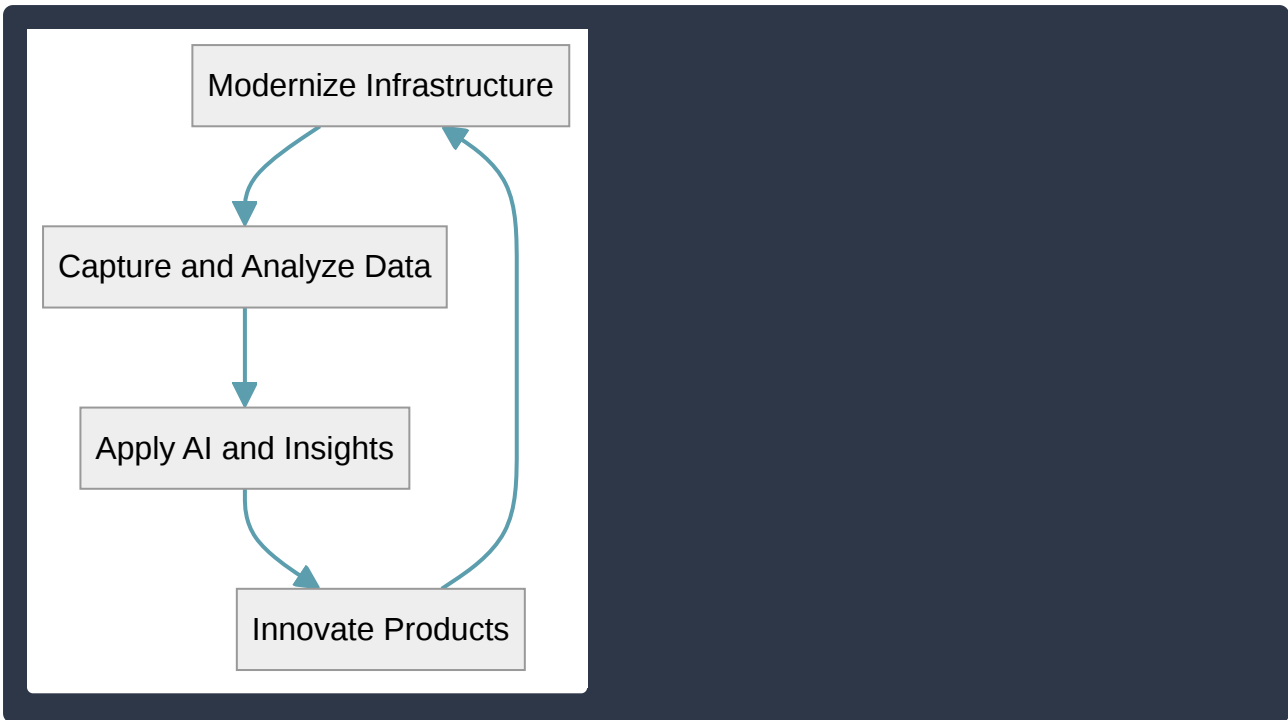 Modernize Infrastructure
Capture and Analyze Data
Apply AI and Insights
Innovate Products